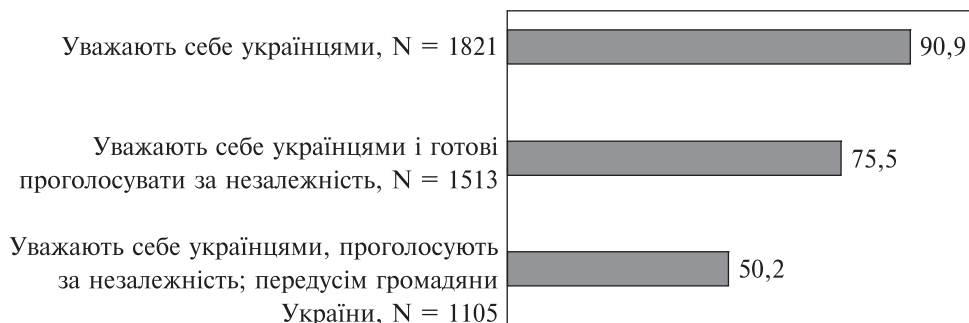 Уважають себе українцями, N = 1821
90,9
Уважають себе українцями і готові
проголосувати за незалежність, N = 1513
75,5
Уважають себе українцями, проголосують
за незалежність; передусім громадяни
України, N = 1105
50,2